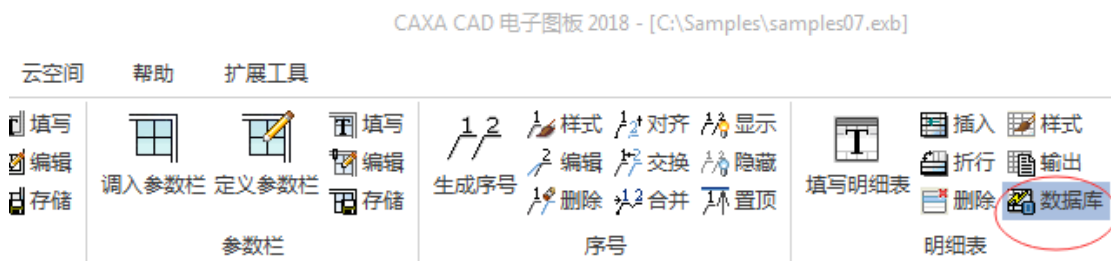 CAXA CAD 电子图板 2018 - [C:\Samples\samples07.exb]
云空间 帮助 扩展工具
填写 填写 样式 对齐 显示 插入 样式
编辑 调入参数栏 定义参数栏 编辑 生成序号 编辑 交换 隐藏 填写明细表 折行 输出
存储 存储 删除 合并 置顶 删除 数据库
参数栏 序号 明细表